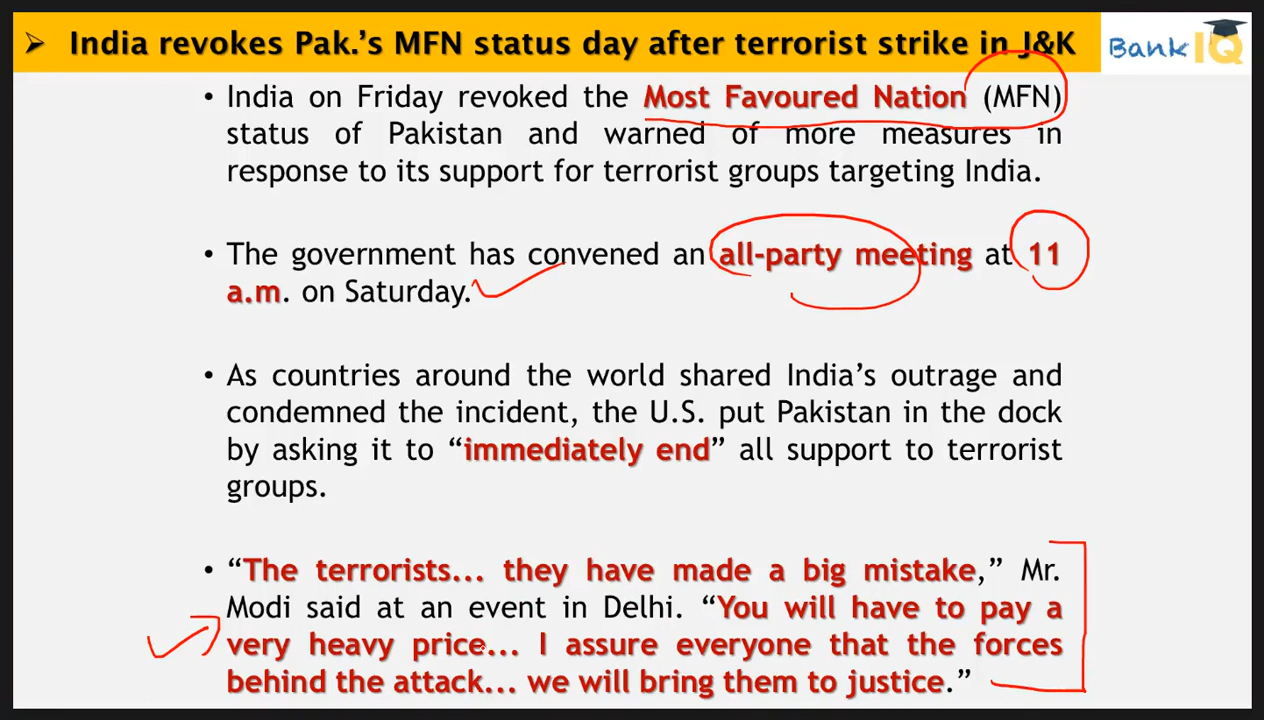 ➤ India revokes Pak.'s MFN status day after terrorist strike in J&K
Bank IQ
• India on Friday revoked the Most Favoured Nation (MFN)
status of Pakistan and warned of more measures in
response to its support for terrorist groups targeting India.
• The government has convened an all-party meeting at 11
a.m. on Saturday.
• As countries around the world shared India's outrage and
condemned the incident, the U.S. put Pakistan in the dock
by asking it to “immediately end” all support to terrorist
groups.
• “The terrorists... they have made a big mistake,” Mr.
Modi said at an event in Delhi. “You will have to pay a
very heavy price... I assure everyone that the forces
behind the attack... we will bring them to justice.”